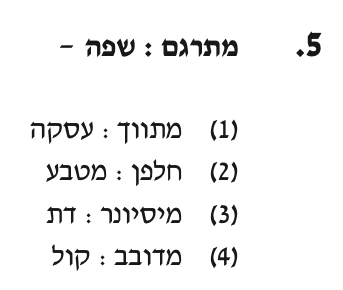 5. מתרגם : שפה –
(1) מתווך : עסקה
(2) חלפן : מטבע
(3) מיסיונר : דת
(4) מדובב : קול